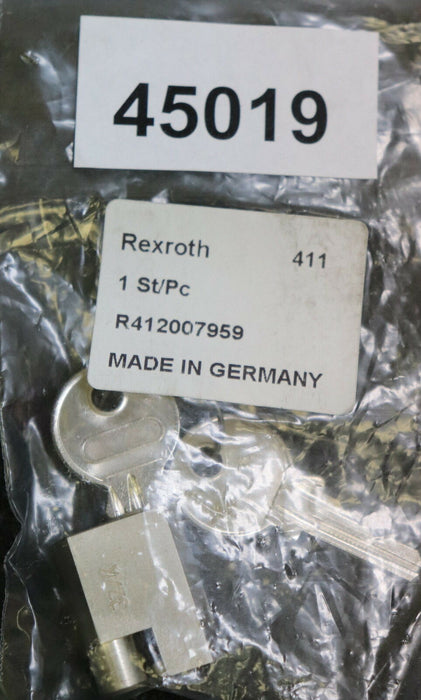 45019
Rexroth 411
1 St/Pc
R412007959
MADE IN GERMANY